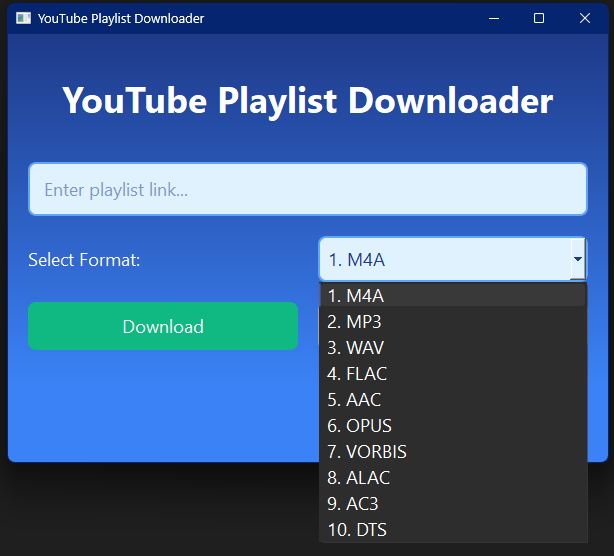 YouTube Playlist Downloader
YouTube Playlist Downloader
Enter playlist link...
Select Format:
1. M4A
Download
1. M4A
2. MP3
3. WAV
4. FLAC
5. AAC
6. OPUS
7. VORBIS
8. ALAC
9. AC3
10. DTS